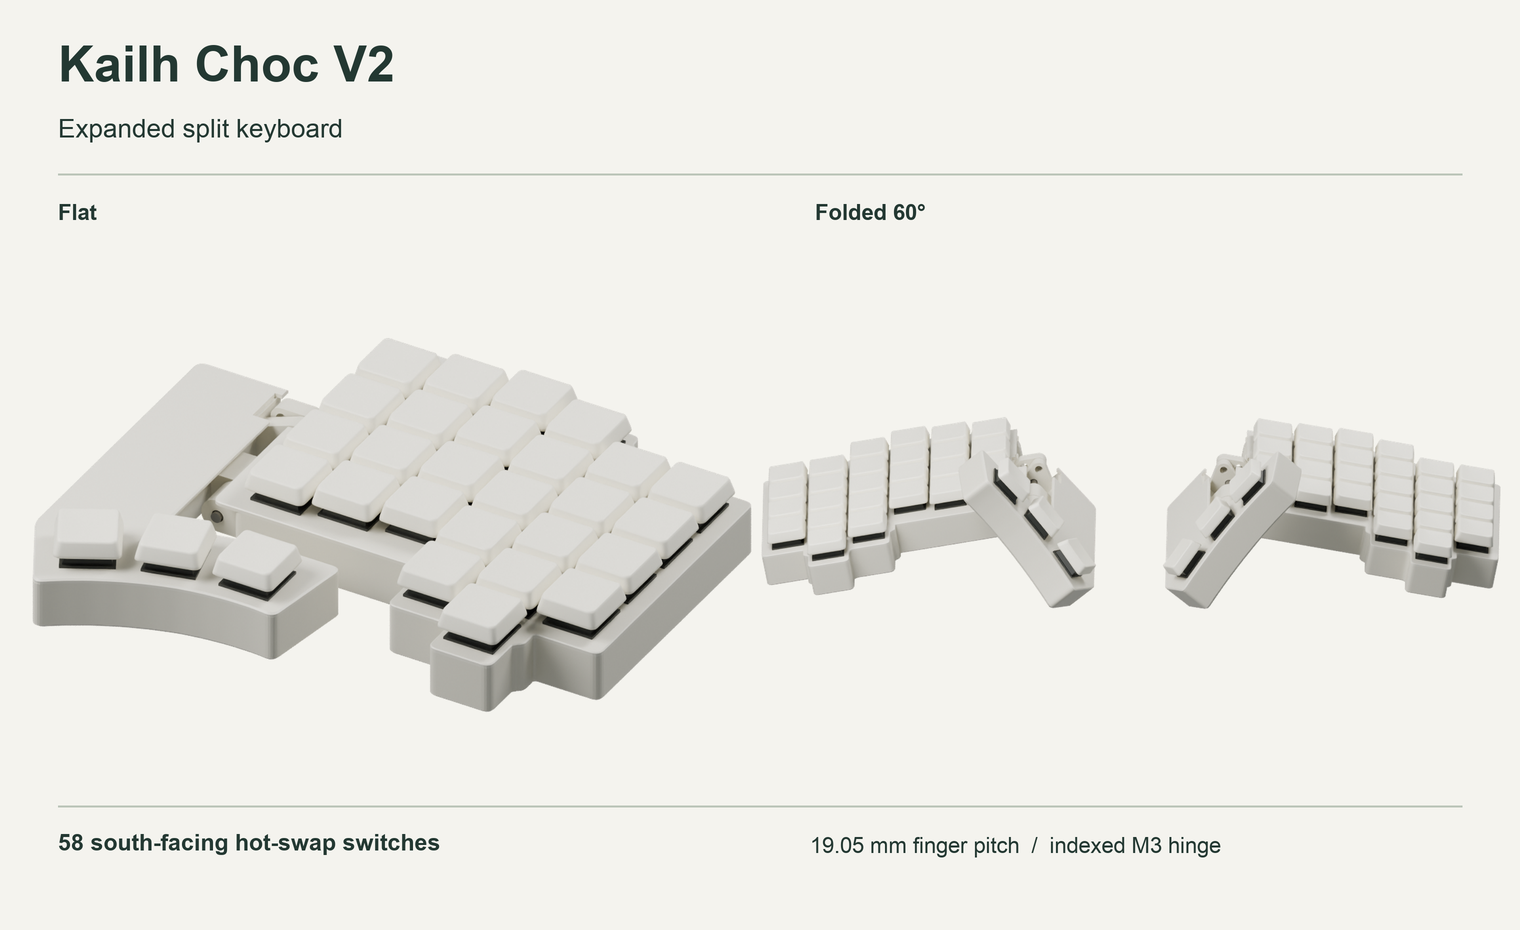 Kailh Choc V2
Expanded split keyboard
Flat
Folded 60°
58 south-facing hot-swap switches
19.05 mm finger pitch / indexed M3 hinge